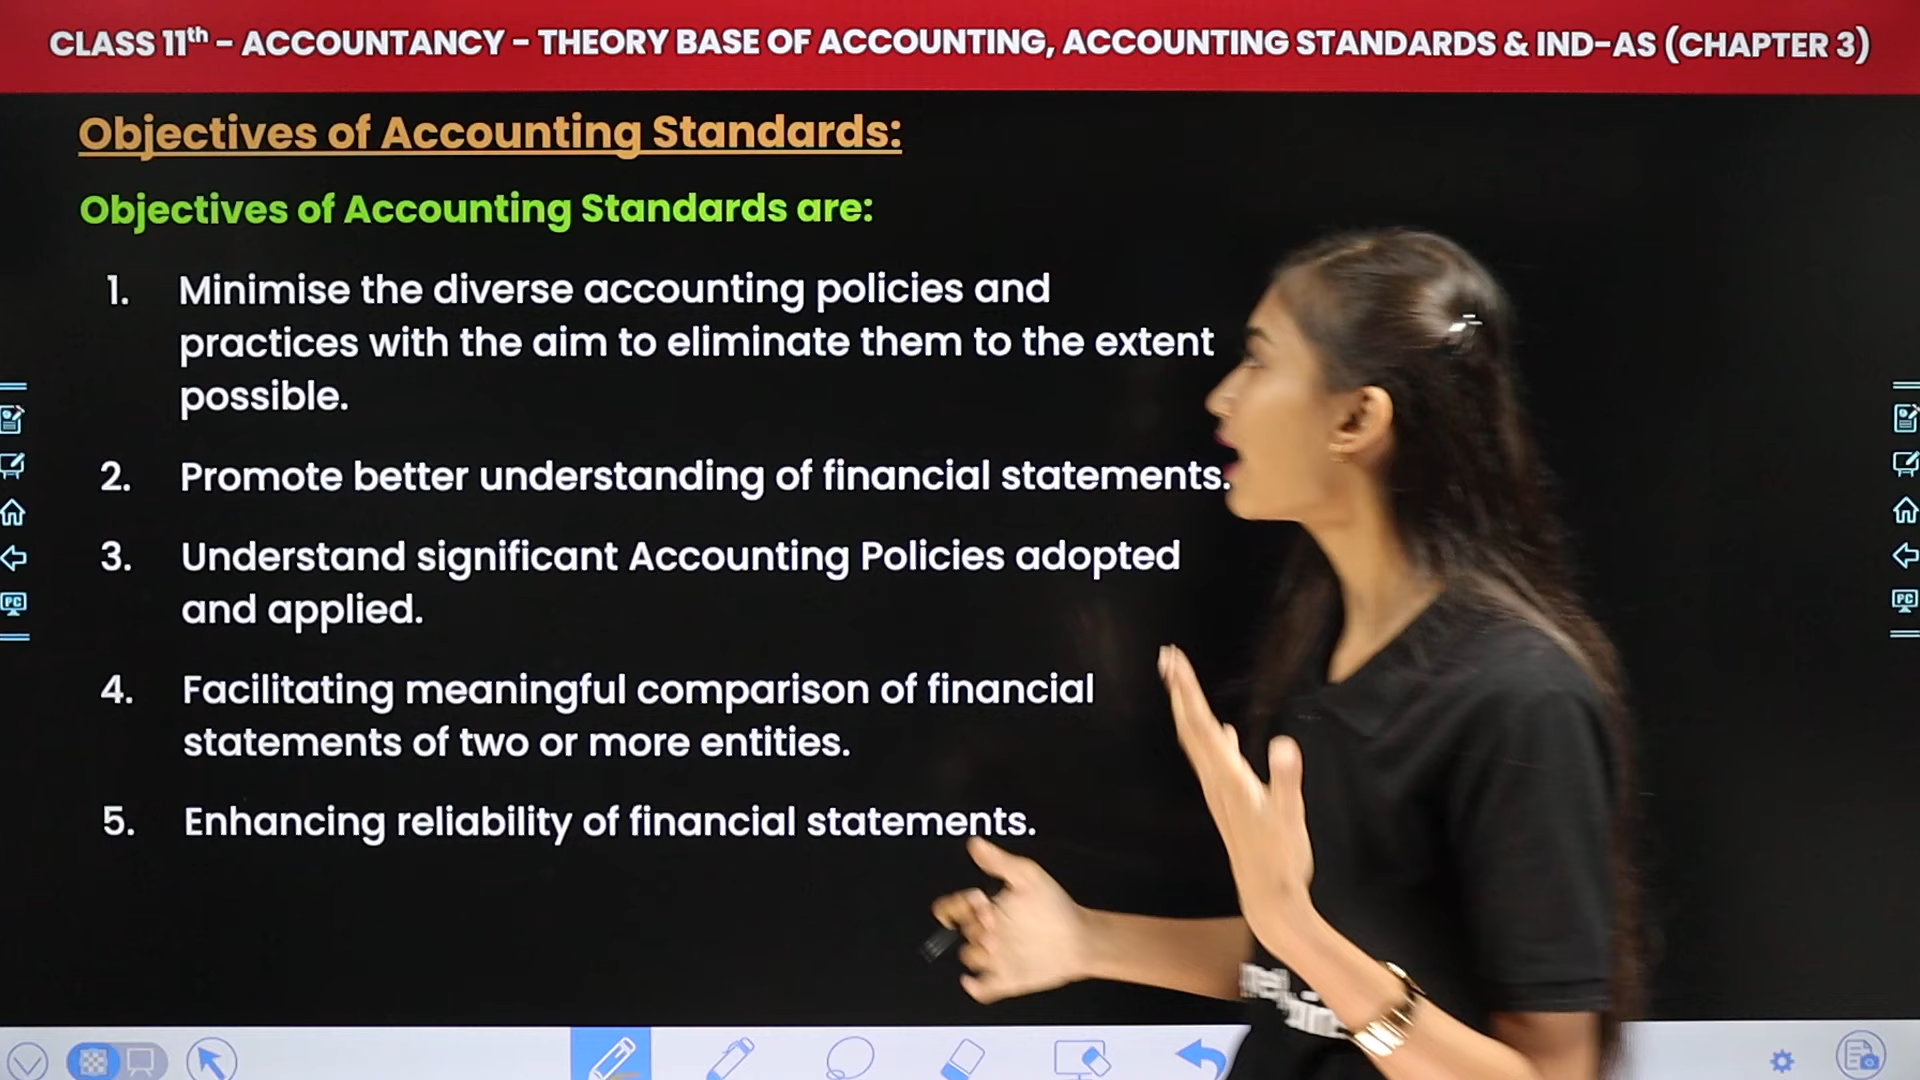 CLASS 11th – ACCOUNTANCY – THEORY BASE OF ACCOUNTING, ACCOUNTING STANDARDS & IND-AS (CHAPTER 3)
Objectives of Accounting Standards:
Objectives of Accounting Standards are:
1. Minimise the diverse accounting policies and
practices with the aim to eliminate them to the extent
possible.
2. Promote better understanding of financial statements.
3. Understand significant Accounting Policies adopted
and applied.
4. Facilitating meaningful comparison of financial
statements of two or more entities.
5. Enhancing reliability of financial statements.
PC
PC